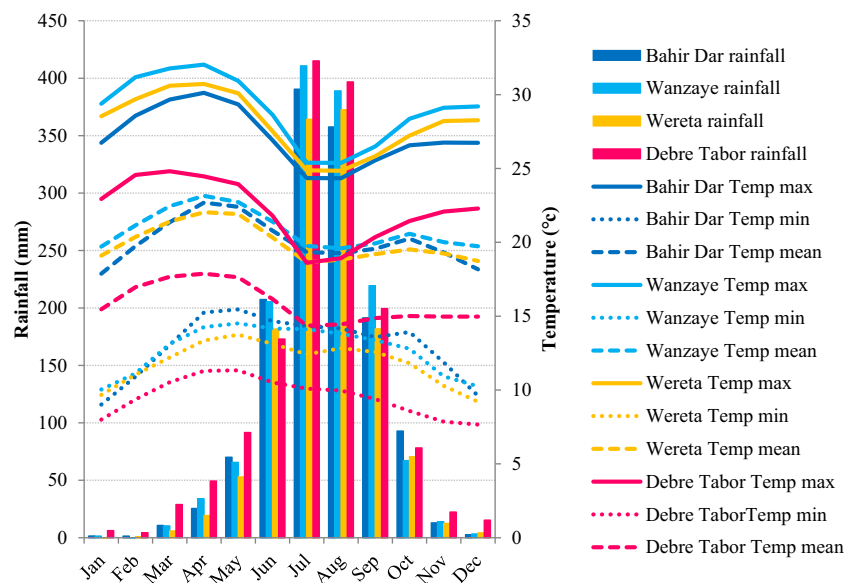 450
400
350
300
250
200
150
100
50
0
Rainfall (mm)
35
30
25
20
15
10
5
0
Temperature (°c)
Jan
Feb
Mar
Apr
May
Jun
Jul
Aug
Sep
Oct
Nov
Dec
Bahir Dar rainfall
Wanzaye rainfall
Wereta rainfall
Debre Tabor rainfall
Bahir Dar Temp max
Bahir Dar Temp min
Bahir Dar Temp mean
Wanzaye Temp max
Wanzaye Temp min
Wanzaye Temp mean
Wereta Temp max
Wereta Temp min
Wereta Temp mean
Debre Tabor Temp max
Debre TaborTemp min
Debre Tabor Temp mean